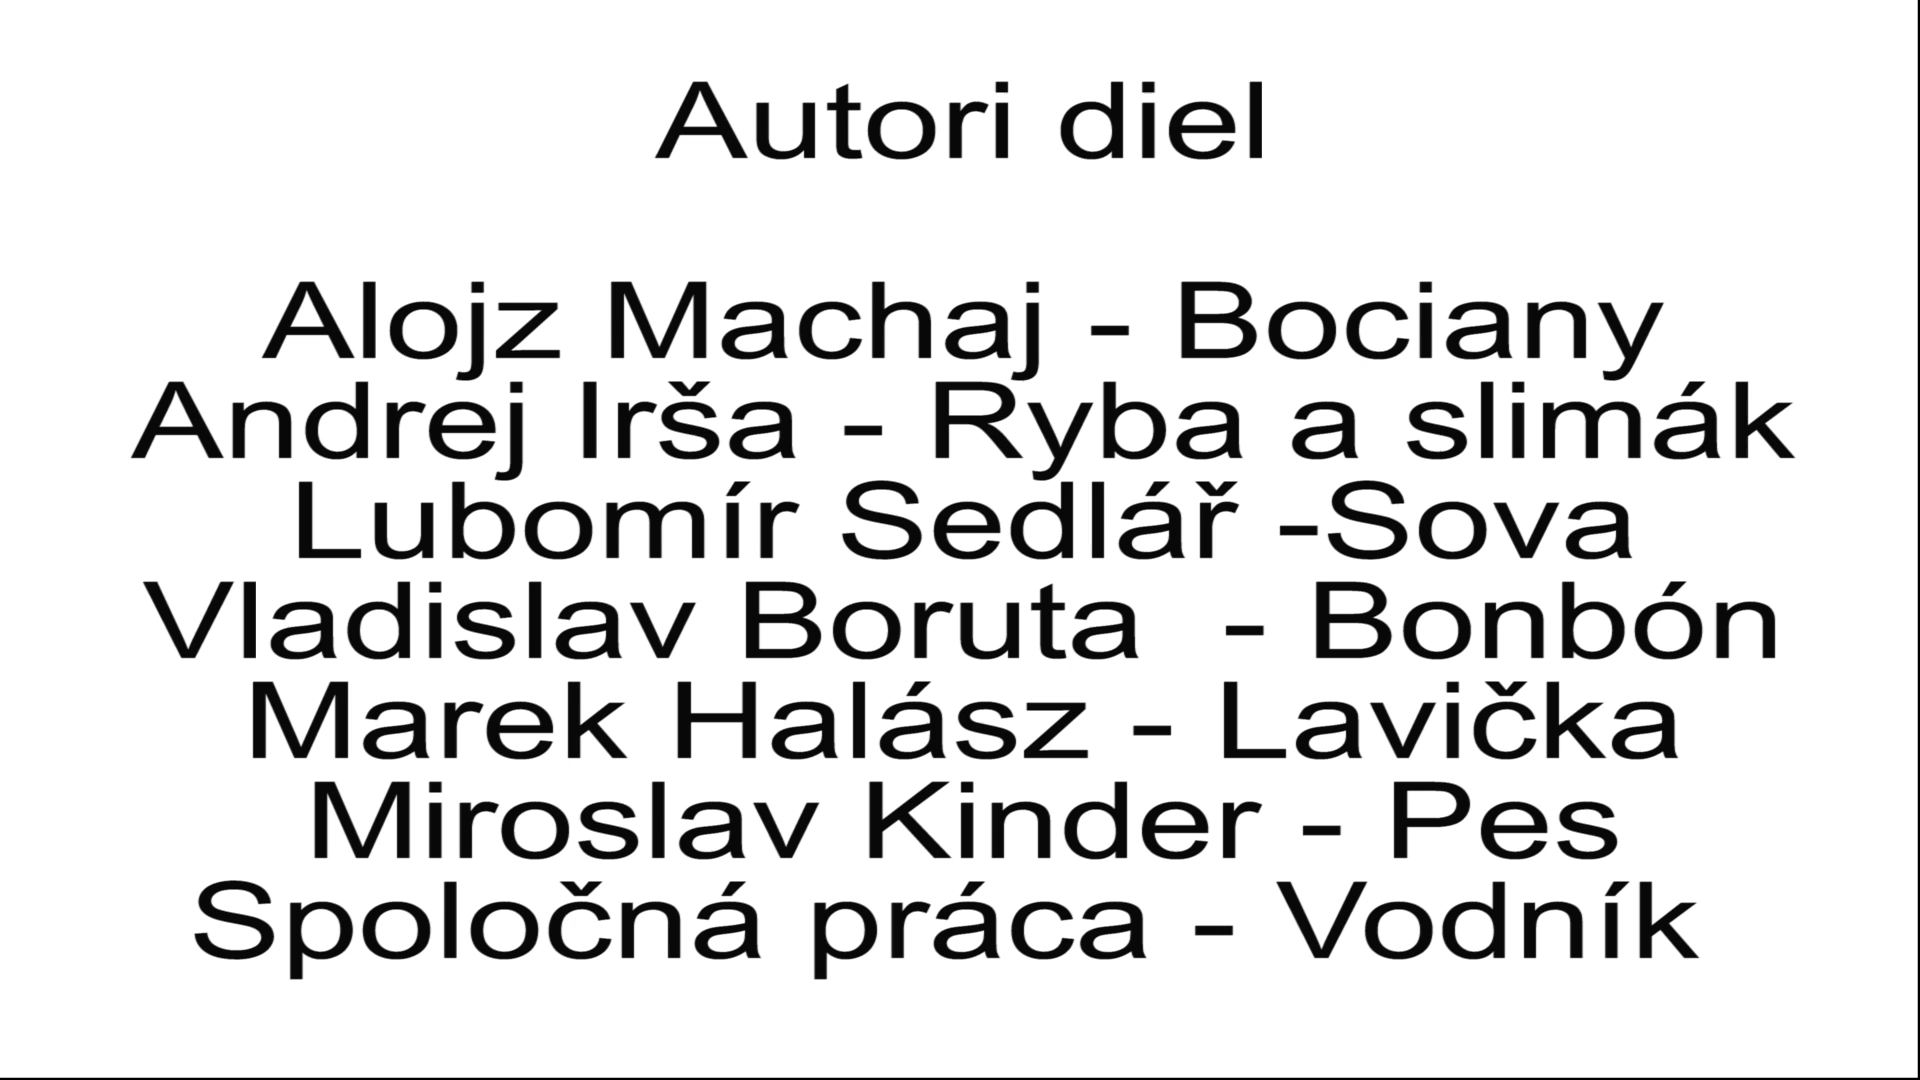 Autori diel
Alojz Machaj - Bociany
Andrej Irša - Ryba a slimák
Lubomír Sedlář -Sova
Vladislav Boruta  - Bonbón
Marek Halász - Lavička
Miroslav Kinder - Pes
Spoločná práca - Vodník